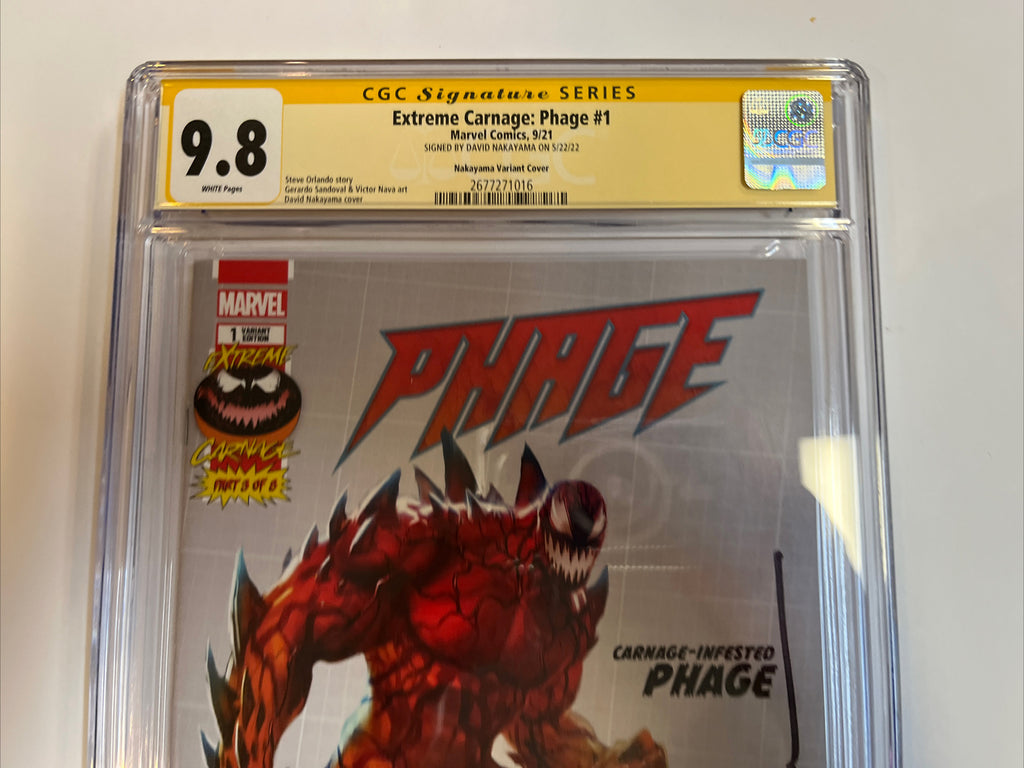 CGC Signature SERIES
9.8
WHITE Pages
Extreme Carnage: Phage #1
Marvel Comics, 9/21
SIGNED BY DAVID NAKAYAMA ON 5/22/22
Nakayama Variant Cover
2677271016
Steve Orlando story
Gerardo Sandoval & Victor Nava art
David Nakayama cover
CGC
MARVEL
1 VARIANT EDITION
EXTREME
CARNAGE
PART 3 OF 8
PHAGE
CARNAGE-INFESTED
PHAGE